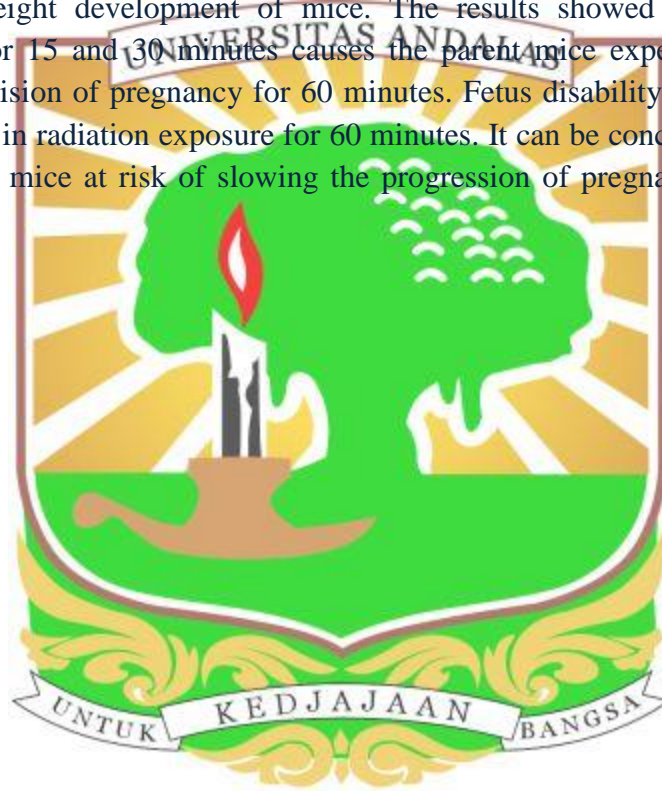 eight development of mice. The results showed
or 15 and 30 minutes causes the parent mice expe
UNIVERSITAS ANDALAS
ision of pregnancy for 60 minutes. Fetus disability
in radiation exposure for 60 minutes. It can be conc
mice at risk of slowing the progression of pregna
UNTUK KEDJAJAAN BANGSA